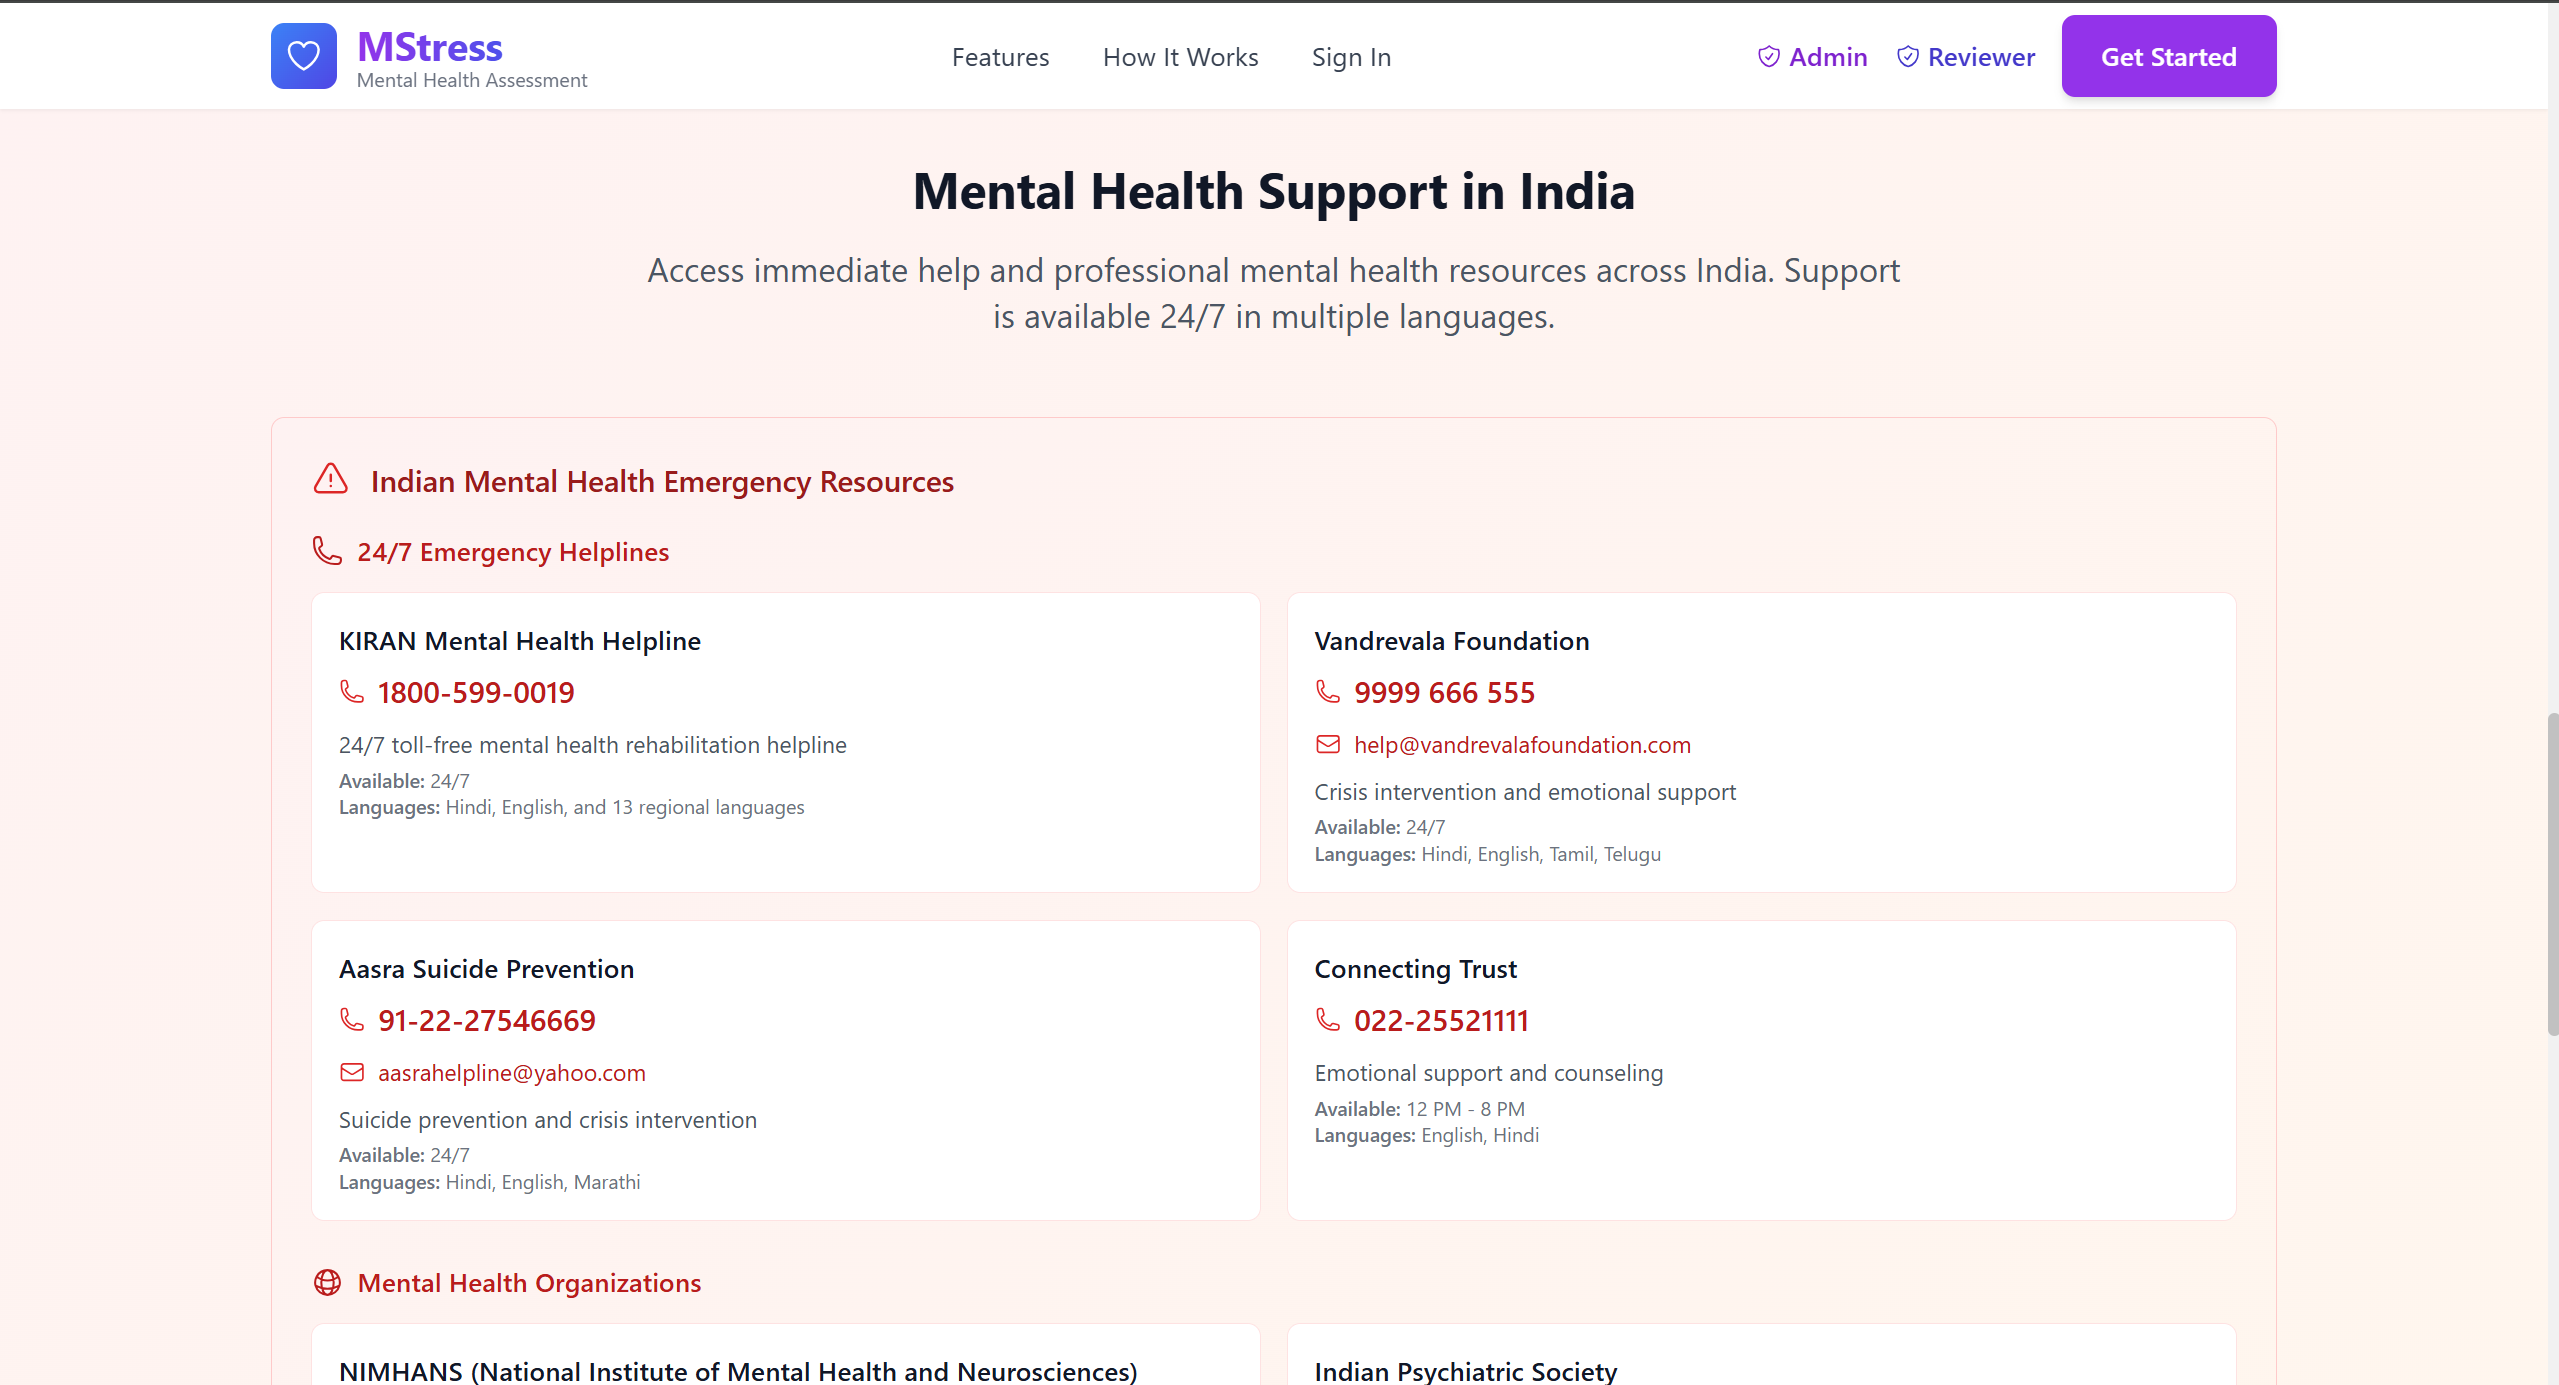 MStress
Mental Health Assessment
Features
How It Works
Sign In
Admin
Reviewer
Get Started
Mental Health Support in India
Access immediate help and professional mental health resources across India. Support
is available 24/7 in multiple languages.
Indian Mental Health Emergency Resources
24/7 Emergency Helplines
KIRAN Mental Health Helpline
1800-599-0019
24/7 toll-free mental health rehabilitation helpline
Available: 24/7
Languages: Hindi, English, and 13 regional languages
Vandrevala Foundation
9999 666 555
help@vandrevalafoundation.com
Crisis intervention and emotional support
Available: 24/7
Languages: Hindi, English, Tamil, Telugu
Aasra Suicide Prevention
91-22-27546669
aasrahelpline@yahoo.com
Suicide prevention and crisis intervention
Available: 24/7
Languages: Hindi, English, Marathi
Connecting Trust
022-25521111
Emotional support and counseling
Available: 12 PM - 8 PM
Languages: English, Hindi
Mental Health Organizations
NIMHANS (National Institute of Mental Health and Neurosciences)
Indian Psychiatric Society